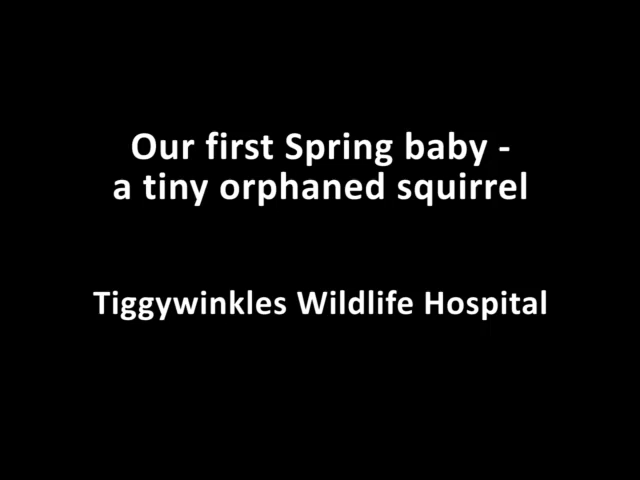 Our first Spring baby -
a tiny orphaned squirrel
Tiggywinkles Wildlife Hospital